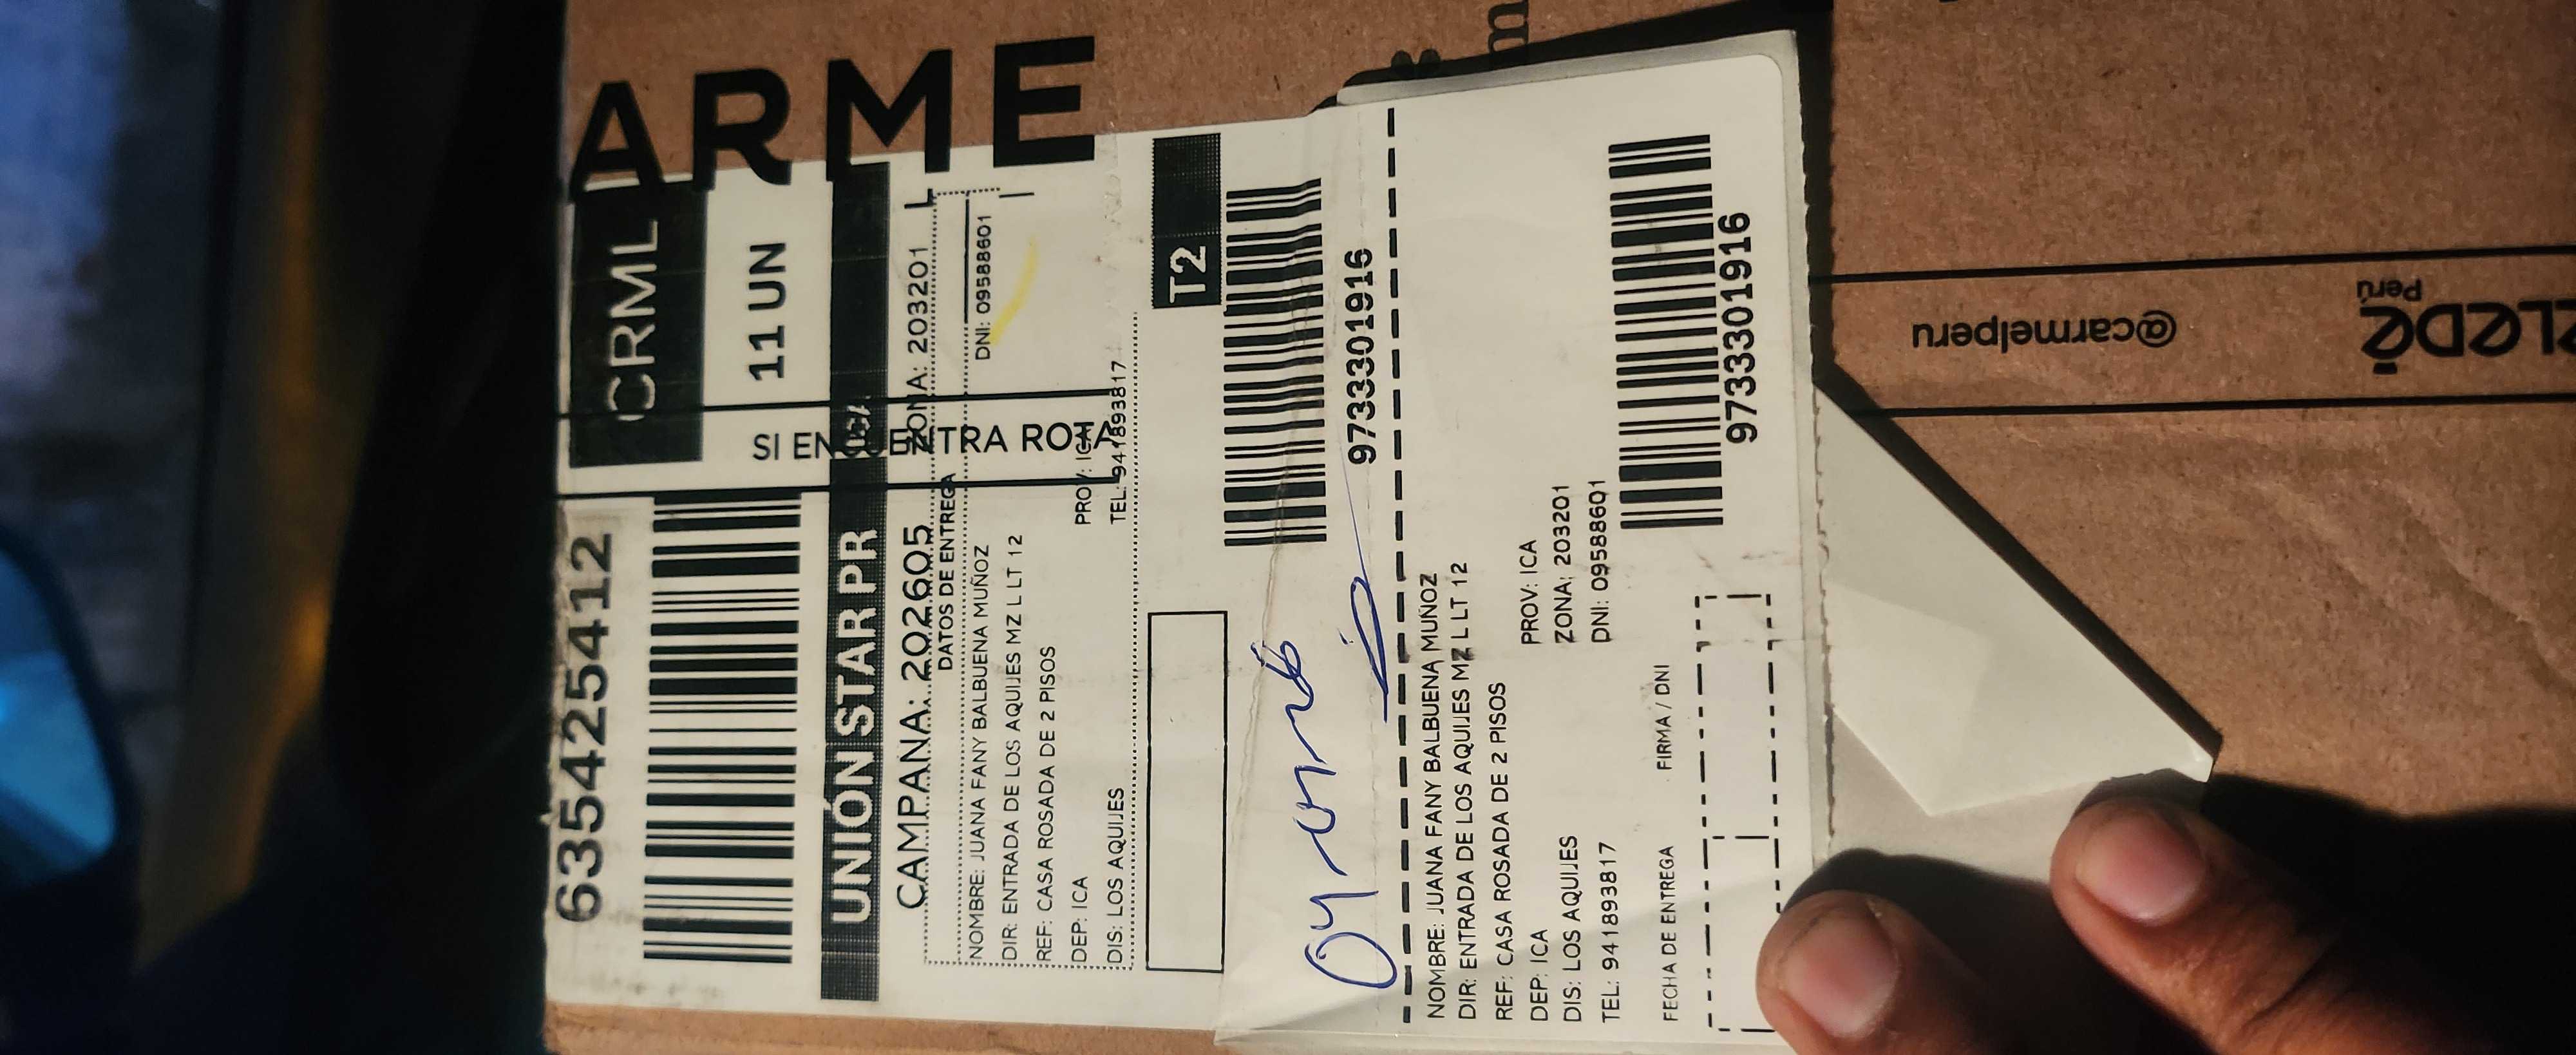 ARME
CRML
6354425412
11 UN
SI ENCUENTRA ROTA
UNIÓN STAR PR
CAMPAÑA: 202605
ZONA: 203201
DATOS DE ENTREGA
NOMBRE: JUANA FANY BALBUENA MUÑOZ
DNI: 09588601
DIR: ENTRADA DE LOS AQUIJES MZ L LT 12
REF: CASA ROSADA DE 2 PISOS
DEP: ICA
PROV: ICA
DIS: LOS AQUIJES
TEL: 941893817
T2
9733301916
NOMBRE: JUANA FANY BALBUENA MUÑOZ
DIR: ENTRADA DE LOS AQUIJES MZ L LT 12
REF: CASA ROSADA DE 2 PISOS
DEP: ICA
PROV: ICA
DIS: LOS AQUIJES
ZONA: 203201
TEL: 941893817
DNI: 09588601
FECHA DE ENTREGA
FIRMA / DNI
9733301916
@carmelperu
Perú